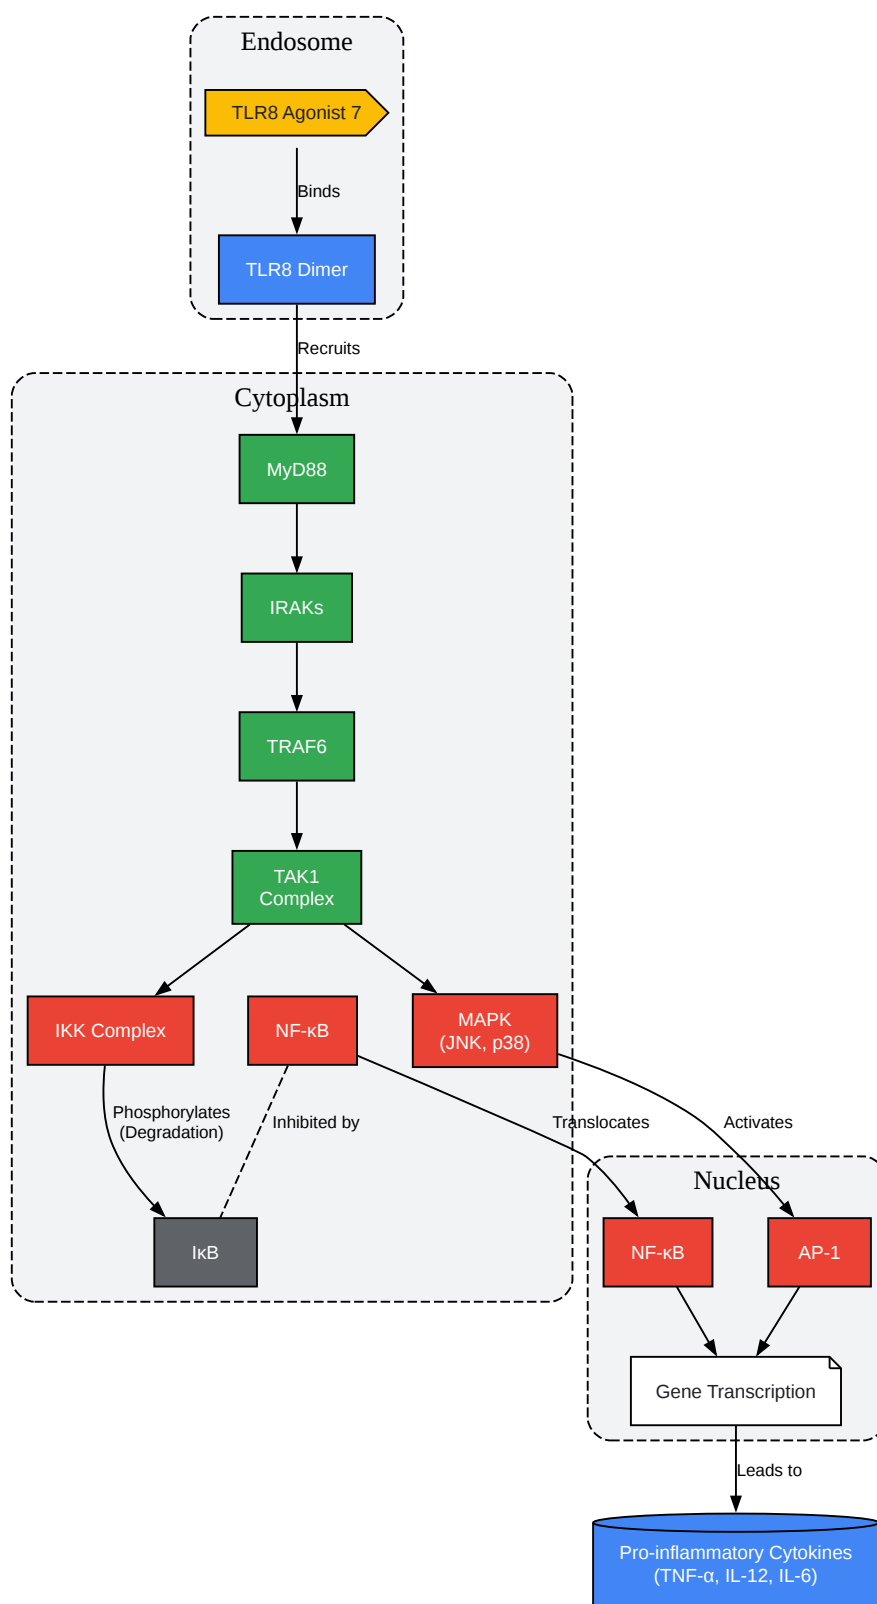 Endosome
TLR8 Agonist 7
Binds
TLR8 Dimer
Recruits
Cytoplasm
MyD88
IRAKs
TRAF6
TAK1
Complex
IKK Complex
NF-κB
MAPK
(JNK, p38)
Phosphorylates
(Degradation)
Inhibited by
Translocates
Activates
Nucleus
IκB
NF-κB
AP-1
Gene Transcription
Leads to
Pro-inflammatory Cytokines
(TNF-α, IL-12, IL-6)